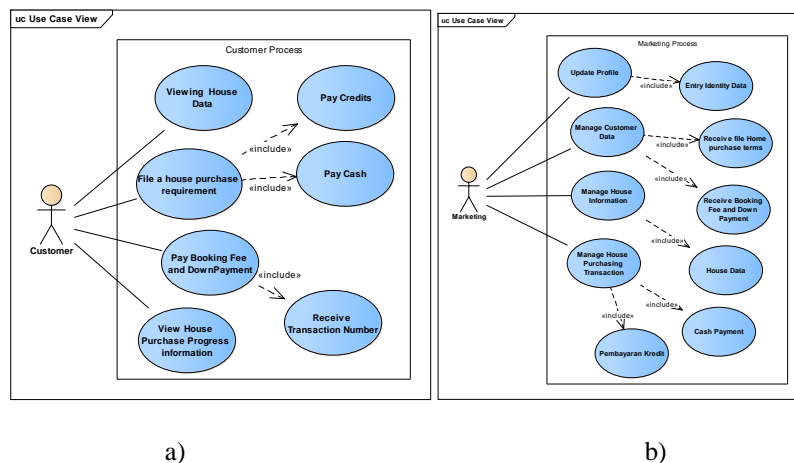 uc Use Case View
Customer Process
Viewing House
Data
Pay Credits
«include»
File a house purchase
requirement
«include»
Pay Cash
Customer
Pay Booking Fee
and DownPayment
«include»
Receive
Transaction Number
View House
Purchase Progress
information
a)
uc Use Case View
Marketing Process
Update Profile
«include»
Entry Identity Data
Manage Customer
Data
«include»
Receive file Home
purchase terms
«include»
Receive Booking
Fee and Down
Payment
Marketing
Manage House
Information
«include»
House Data
Manage House
Purchasing
Transaction
«include»
Cash Payment
«include»
Pembayaran Kredit
b)